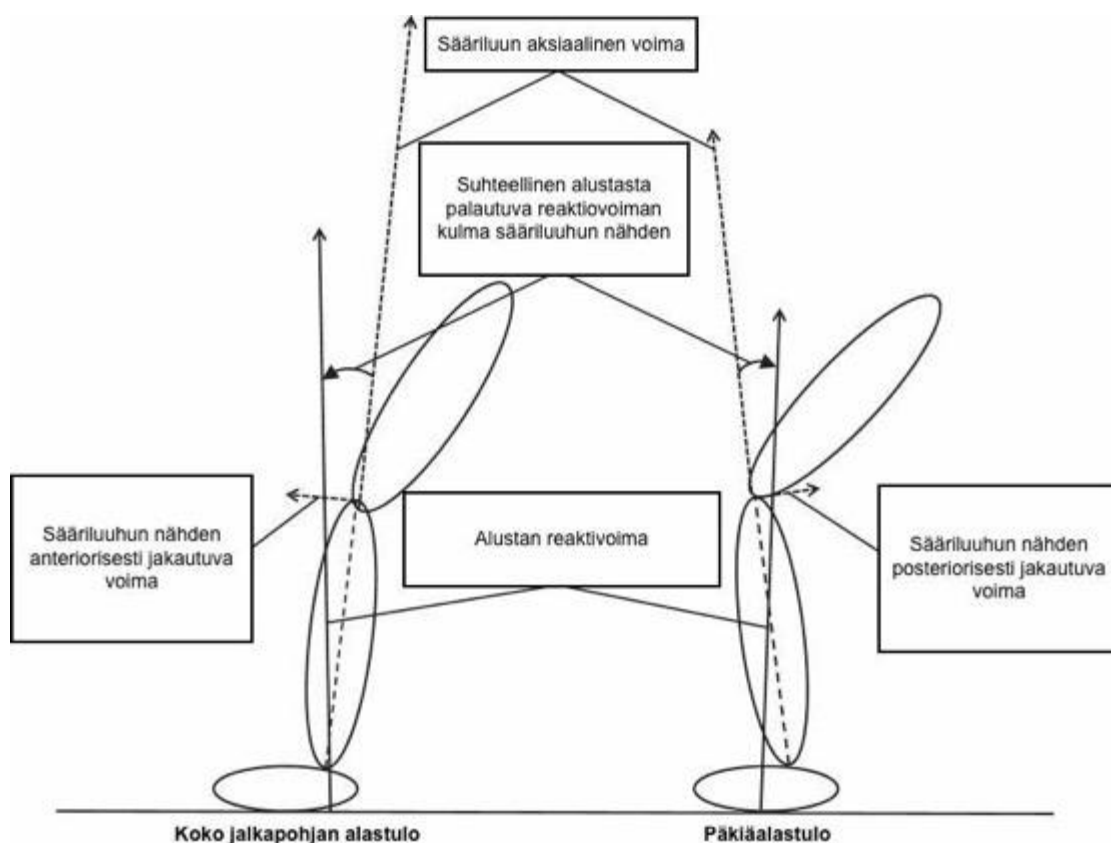 Sääriluun aksiaalinen voima
Suhteellinen alustasta
palautuva reaktiovoiman
kulma sääriluuhun nähden
Sääriluuhun nähden
anteriorisesti jakautuva
voima
Alustan reaktivoima
Sääriluuhun nähden
posteriorisesti jakautuva
voima
Koko jalkapohjan alastulo
Päkiäalastulo